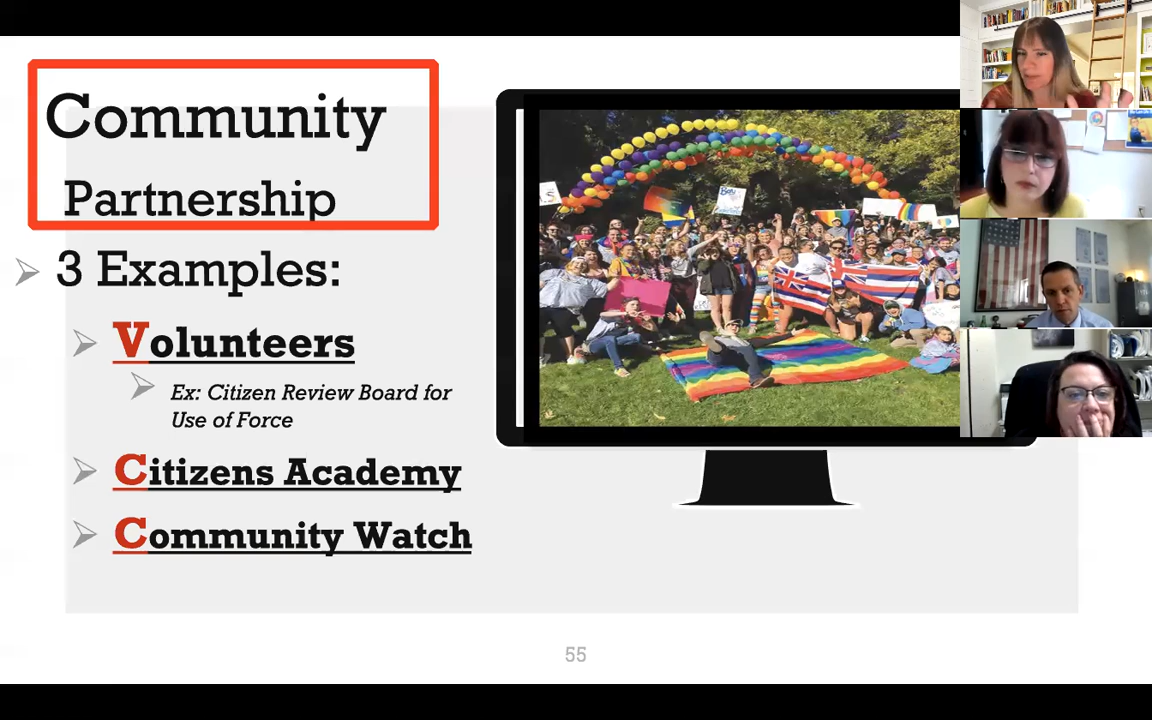 Community
Partnership
3 Examples:
Volunteers
Ex: Citizen Review Board for
Use of Force
Citizens Academy
Community Watch
55